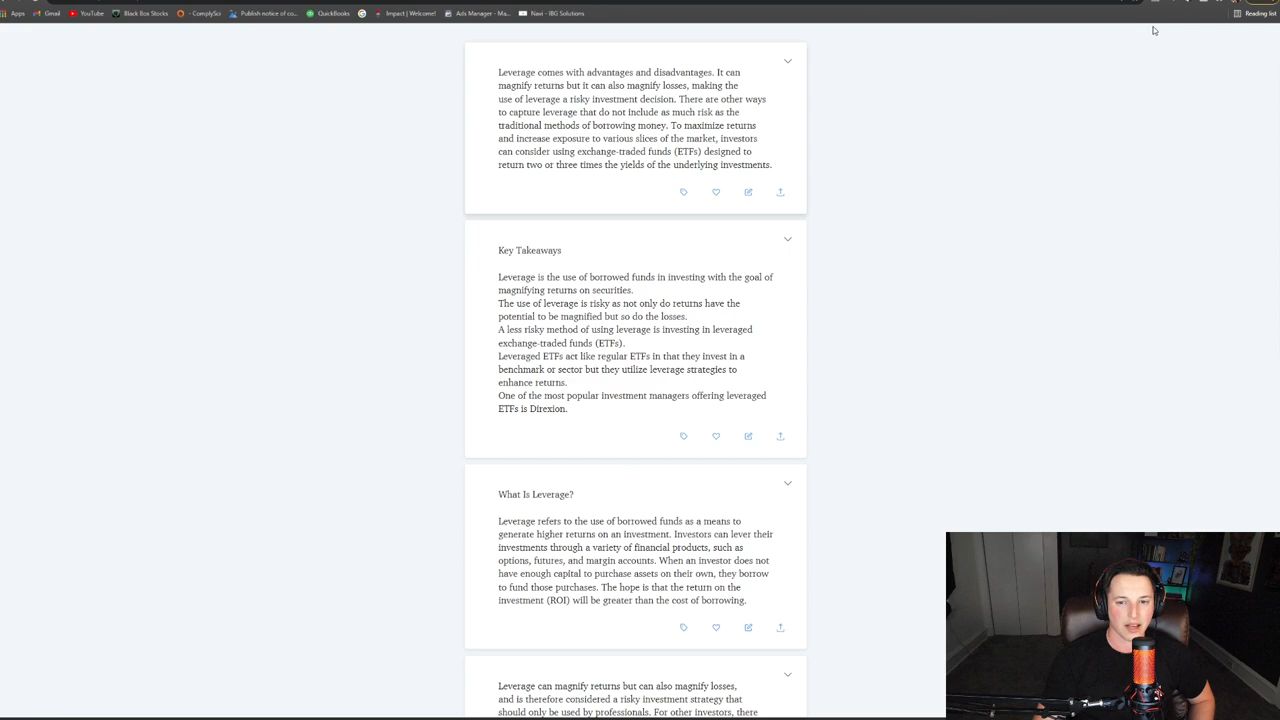 Apps
Gmail
YouTube
Black Box Stocks
- ComplySci
Publish notice of co...
QuickBooks
Impact | Welcome!
Ads Manager - Ma...
Navi - IBG Solutions
Reading list
Leverage comes with advantages and disadvantages. It can
magnify returns but it can also magnify losses, making the
use of leverage a risky investment decision. There are other ways
to capture leverage that do not include as much risk as the
traditional methods of borrowing money. To maximize returns
and increase exposure to various slices of the market, investors
can consider using exchange-traded funds (ETFs) designed to
return two or three times the yields of the underlying investments.
Key Takeaways
Leverage is the use of borrowed funds in investing with the goal of
magnifying returns on securities.
The use of leverage is risky as not only do returns have the
potential to be magnified but so do the losses.
A less risky method of using leverage is investing in leveraged
exchange-traded funds (ETFs).
Leveraged ETFs act like regular ETFs in that they invest in a
benchmark or sector but they utilize leverage strategies to
enhance returns.
One of the most popular investment managers offering leveraged
ETFs is Direxion.
What Is Leverage?
Leverage refers to the use of borrowed funds as a means to
generate higher returns on an investment. Investors can lever their
investments through a variety of financial products, such as
options, futures, and margin accounts. When an investor does not
have enough capital to purchase assets on their own, they borrow
to fund those purchases. The hope is that the return on the
investment (ROI) will be greater than the cost of borrowing.
Leverage can magnify returns but can also magnify losses,
and is therefore considered a risky investment strategy that
should only be used by professionals. For other investors, there